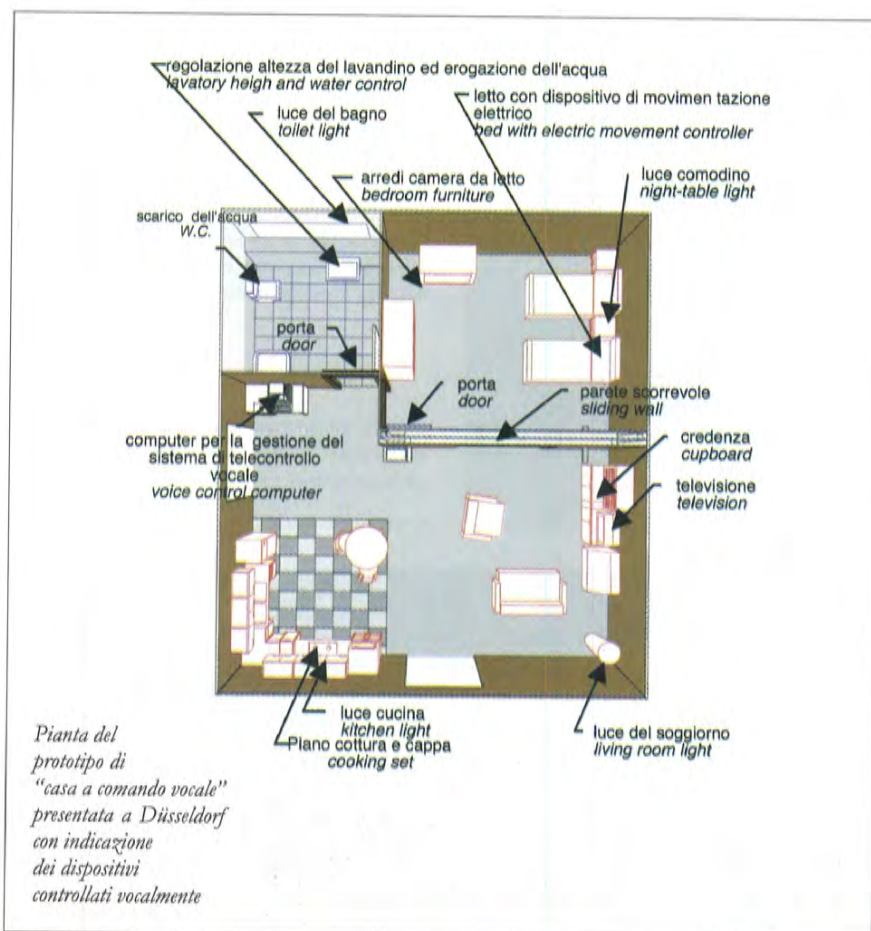 regolazione altezza del lavandino ed erogazione dell'acqua
lavatory heigh and water control
luce del bagno
toilet light
letto con dispositivo di movimen tazione
elettrico
bed with electric movement controller
arredi camera da letto
bedroom furniture
luce comodino
night-table light
scarico dell'acqua
W.C.
porta
door
porta
door
parete scorrevole
sliding wall
computer per la gestione del
sistema di telecontrollo
vocale
voice control computer
credenza
cupboard
televisione
television
luce cucina
kitchen light
Piano cottura e cappa
cooking set
luce del soggiorno
living room light
Pianta del
prototipo di
“casa a comando vocale”
presentata a Düsseldorf
con indicazione
dei dispositivi
controllati vocalmente